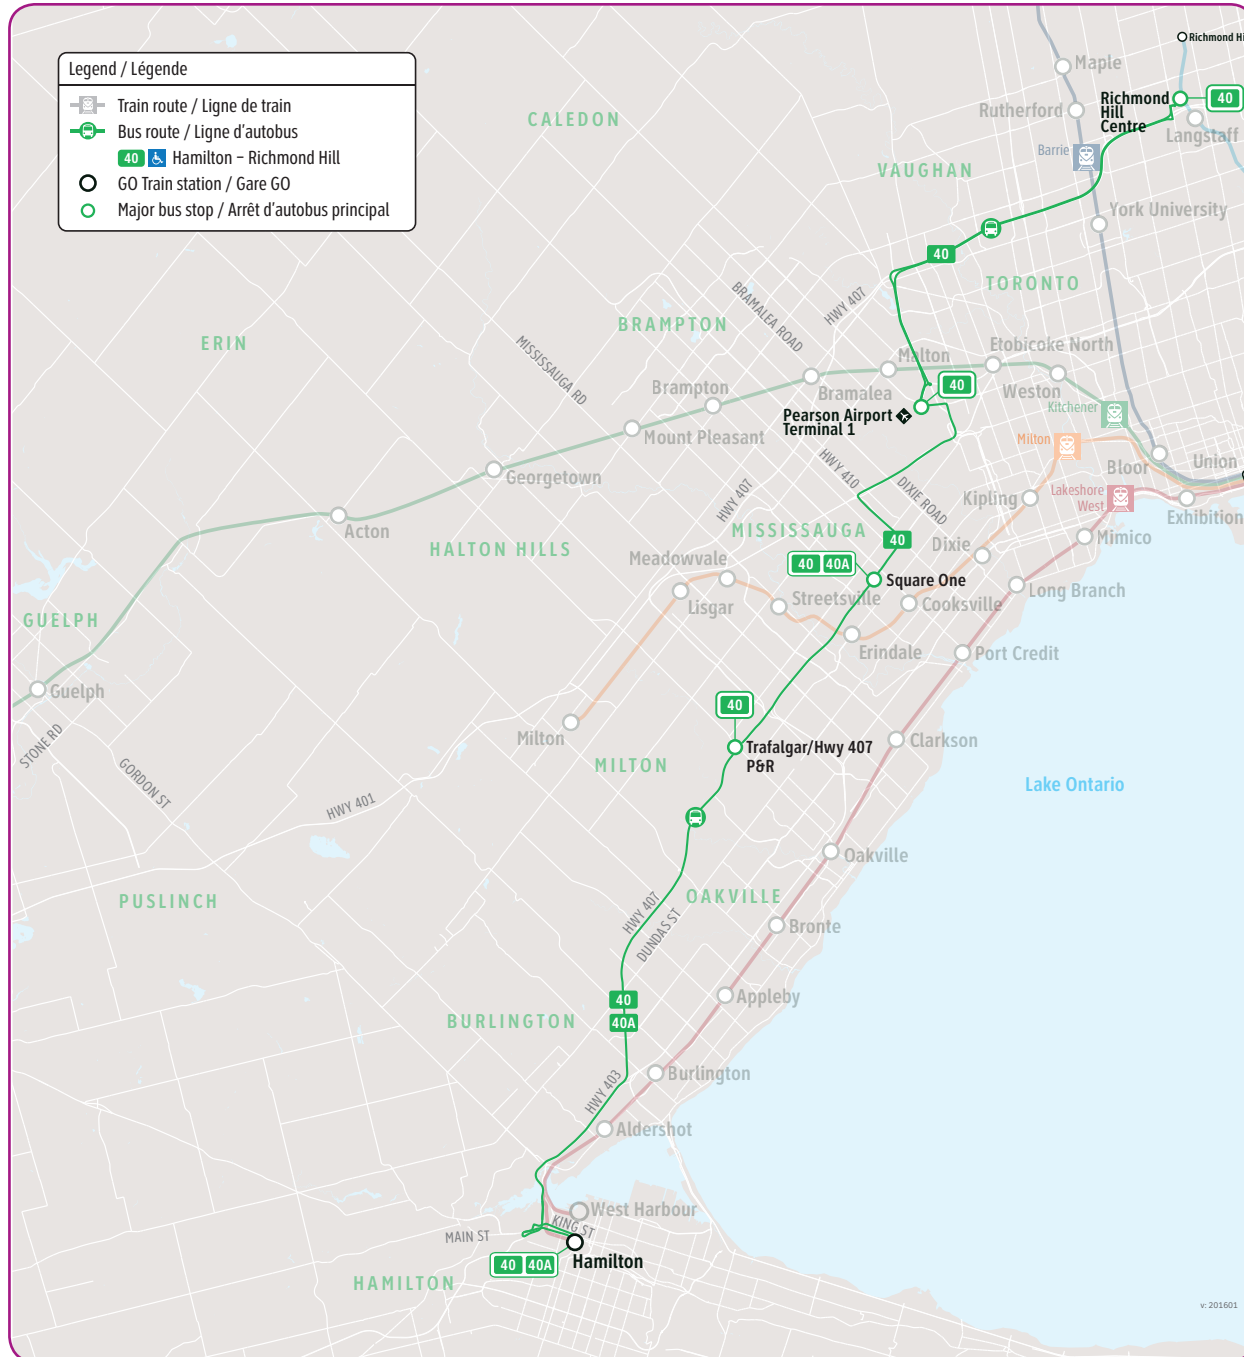 Legend / Légende
Train route / Ligne de train
Bus route / Ligne d'autobus
40 Hamilton – Richmond Hill
GO Train station / Gare GO
Major bus stop / Arrêt d'autobus principal
Richmond Hi
Maple
Richmond
Hill
Centre
40
Rutherford
Langstaff
CALEDON
Barrie
VAUGHAN
York University
40
TORONTO
BRAMALEA ROAD
HWY 407
BRAMPTON
ERIN
MISSISSAUGA RD
Etobicoke North
Malton
Brampton
Bramalea
Weston
40
Kitchener
Pearson Airport
Terminal 1
Mount Pleasant
Milton
Bloor
Union
HWY 410
DIXIE ROAD
Georgetown
HWY 407
Kipling
Lakeshore
West
Exhibition
Acton
MISSISSAUGA
40
Dixie
Mimico
HALTON HILLS
Meadowvale
40 40A
Square One
Long Branch
Lisgar
Streetsville
Cooksville
GUELPH
Erindale
Port Credit
Guelph
40
Milton
Trafalgar/Hwy 407
P&R
Clarkson
STONE RD
GORDON ST
MILTON
Lake Ontario
HWY 401
Oakville
PUSLINCH
OAKVILLE
HWY 407
DUNDAS ST
Bronte
40
Appleby
BURLINGTON
40A
Burlington
HWY 403
Aldershot
West Harbour
KING ST
MAIN ST
40 40A
Hamilton
HAMILTON
v: 201601